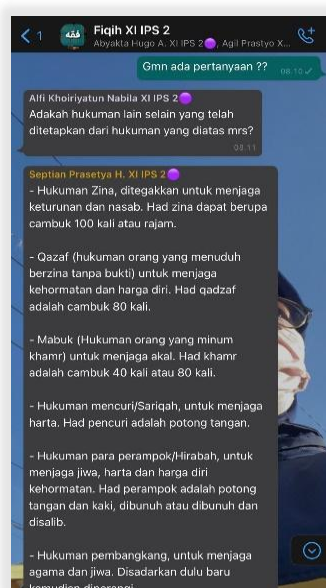 1
فقه
Fiqih XI IPS 2
Abyakta Hugo A. XI IPS 2🟣, Agil Prastyo X...
Gmn ada pertanyaan ??
08.10
Alfi Khoiriyatun Nabila XI IPS 2🟣
Adakah hukuman lain selain yang telah
ditetapkan dari hukuman yang diatas mrs?
08.11
Septian Prasetya H. XI IPS 2🟣
- Hukuman Zina, ditegakkan untuk menjaga
keturunan dan nasab. Had zina dapat berupa
cambuk 100 kali atau rajam.
- Qazaf (hukuman orang yang menuduh
berzina tanpa bukti) untuk menjaga
kehormatan dan harga diri. Had qadzaf
adalah cambuk 80 kali.
- Mabuk (Hukuman orang yang minum
khamr) untuk menjaga akal. Had khamr
adalah cambuk 40 kali atau 80 kali.
- Hukuman mencuri/Sariqah, untuk menjaga
harta. Had pencuri adalah potong tangan.
- Hukuman para perampok/Hirabah, untuk
menjaga jiwa, harta dan harga diri
kehormatan. Had perampok adalah potong
tangan dan kaki, dibunuh atau dibunuh dan
disalib.
- Hukuman pembangkang, untuk menjaga
agama dan jiwa. Disadarkan dulu baru
kemudian diperangi